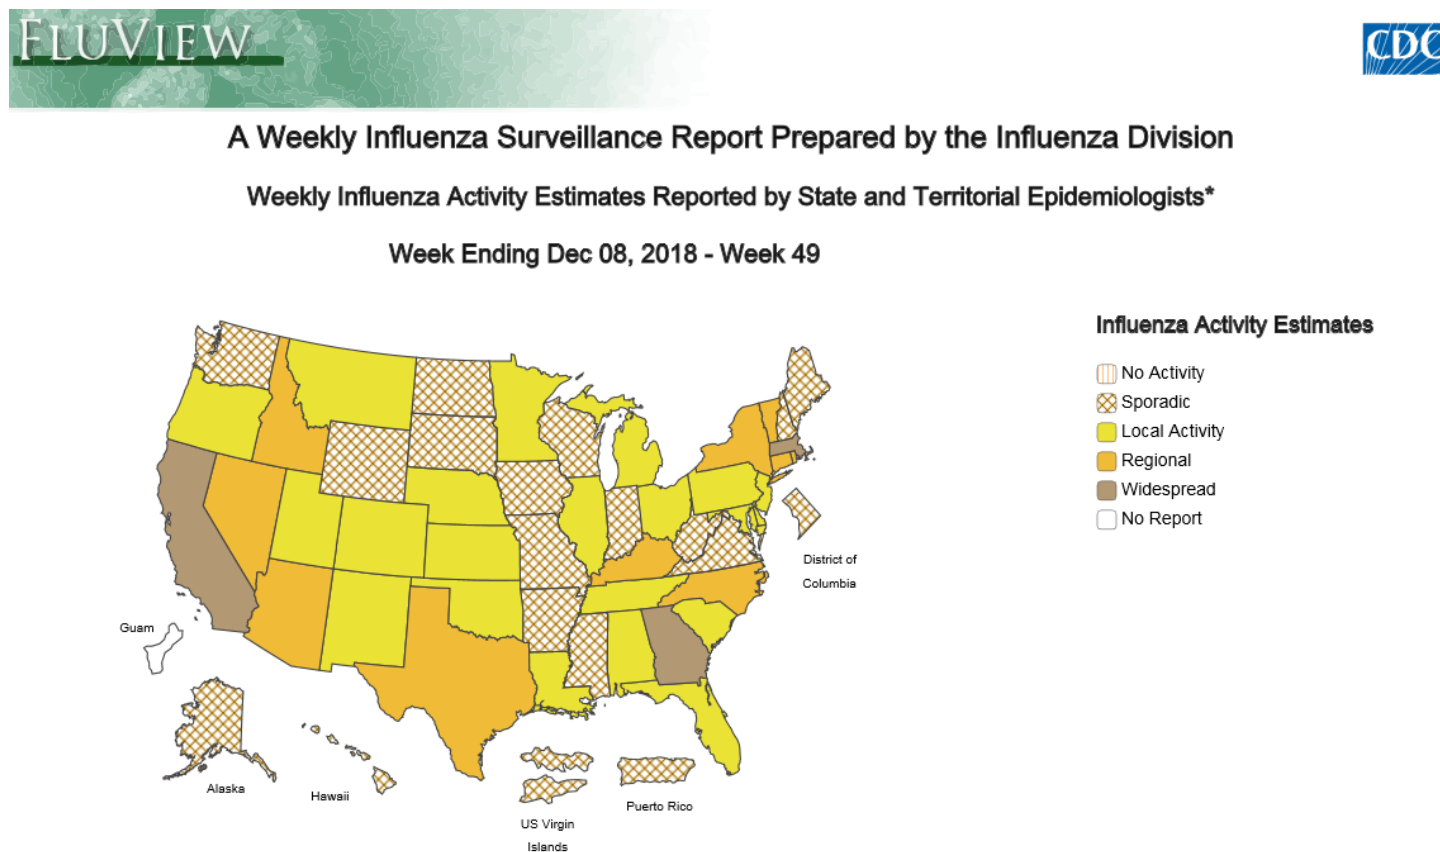 FLUVIEW
CDC
A Weekly Influenza Surveillance Report Prepared by the Influenza Division
Weekly Influenza Activity Estimates Reported by State and Territorial Epidemiologists*
Week Ending Dec 08, 2018 - Week 49
Influenza Activity Estimates
No Activity
Sporadic
Local Activity
Regional
Widespread
No Report
District of
Columbia
Guam
Alaska
Hawaii
US Virgin
Islands
Puerto Rico